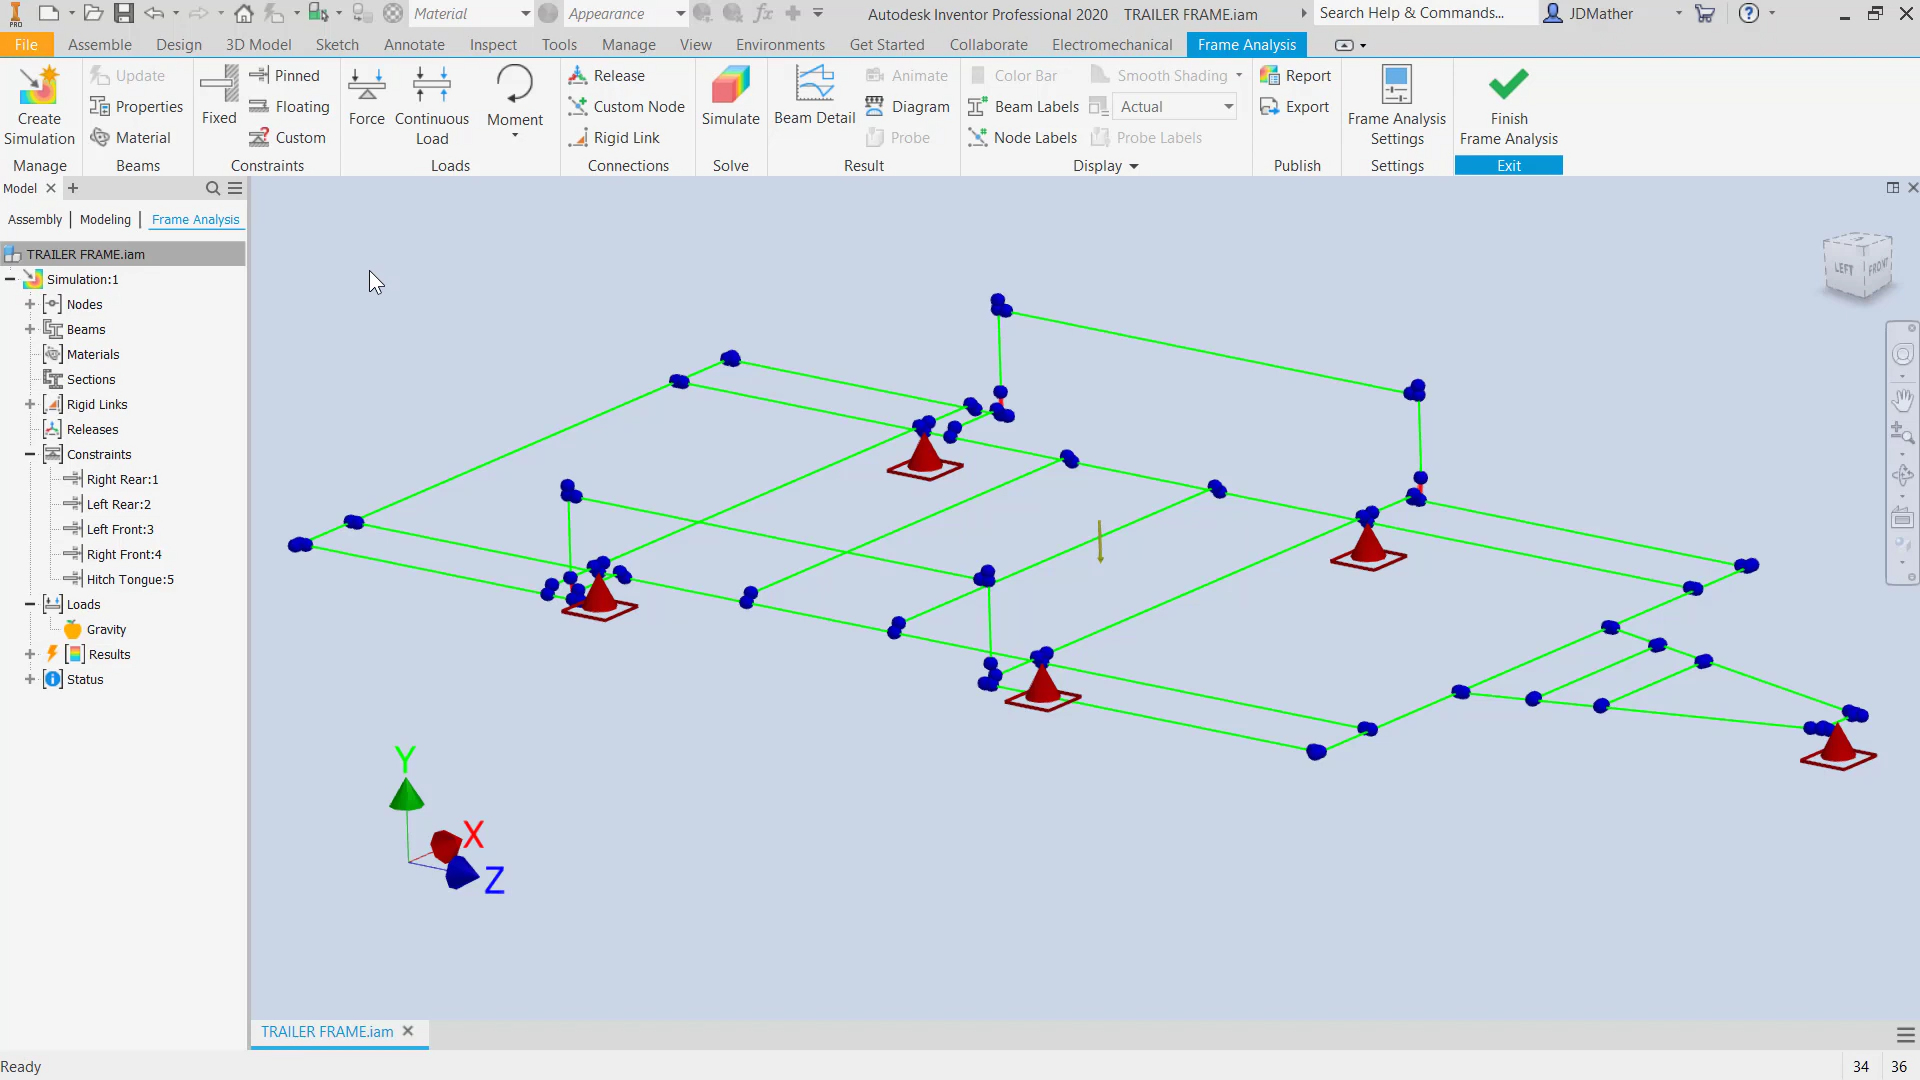 Material
Appearance
fx
Autodesk Inventor Professional 2020 TRAILER FRAME.iam
Search Help & Commands...
JDMather
PRO
File
Assemble
Design
3D Model
Sketch
Annotate
Inspect
Tools
Manage
View
Environments
Get Started
Collaborate
Electromechanical
Frame Analysis
Create
Simulation
Manage
Update
Properties
Material
Beams
Fixed
Pinned
Floating
Custom
Constraints
Force
Continuous
Load
Moment
Loads
Release
Custom Node
Rigid Link
Connections
Simulate
Solve
Beam Detail
Animate
Diagram
Probe
Result
Color Bar
Beam Labels
Node Labels
Smooth Shading
Actual
Probe Labels
Display
Report
Export
Publish
Frame Analysis
Settings
Settings
Finish
Frame Analysis
Exit
Model
Assembly
Modeling
Frame Analysis
TRAILER FRAME.iam
Simulation:1
Nodes
Beams
Materials
Sections
Rigid Links
Releases
Constraints
Right Rear:1
Left Rear:2
Left Front:3
Right Front:4
Hitch Tongue:5
Loads
Gravity
Results
Status
LEFT
FRONT
Y
X
Z
TRAILER FRAME.iam
Ready
34
36